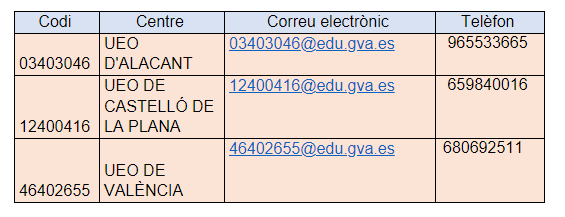 Codi Centre Correu electrònic Telèfon
03403046 UEO D'ALACANT 03403046@edu.gva.es 965533665
12400416 UEO DE CASTELLÓ DE LA PLANA 12400416@edu.gva.es 659840016
46402655 UEO DE VALÈNCIA 46402655@edu.gva.es 680692511